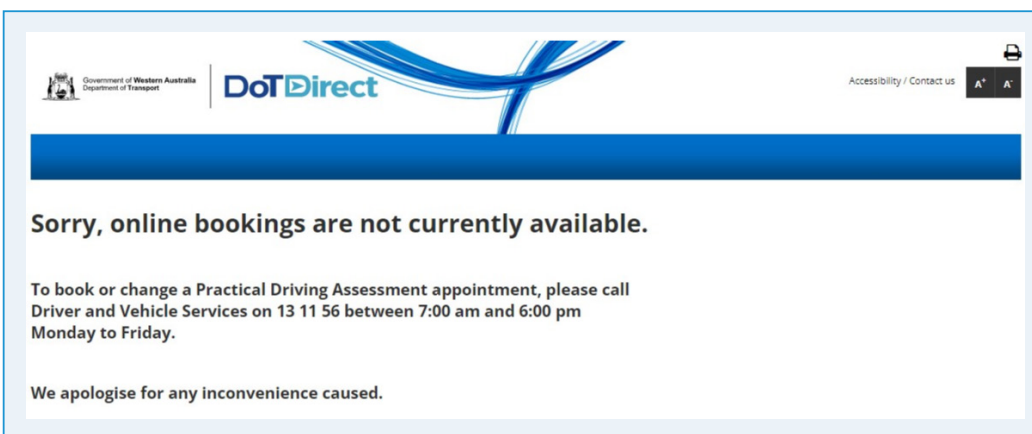 Government of Western Australia
Department of Transport
DoTDirect
Accessibility / Contact us
A+ A-
Sorry, online bookings are not currently available.
To book or change a Practical Driving Assessment appointment, please call
Driver and Vehicle Services on 13 11 56 between 7:00 am and 6:00 pm
Monday to Friday.
We apologise for any inconvenience caused.